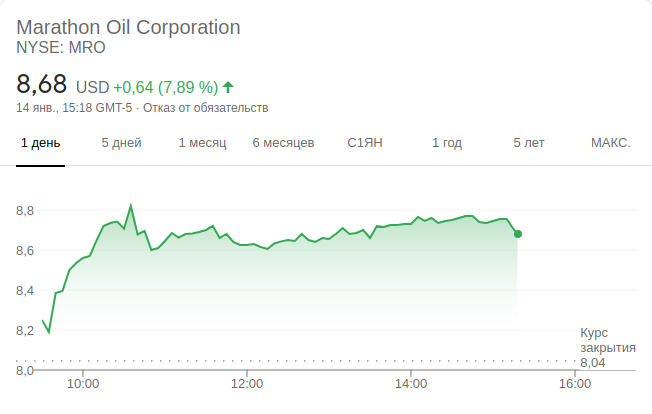 Marathon Oil Corporation
NYSE: MRO
8,68 USD +0,64 (7,89 %)
14 янв., 15:18 GMT-5 · Отказ от обязательств
1 день 5 дней 1 месяц 6 месяцев С1ЯН 1 год 5 лет МАКС.
8,8
8,6
8,4
8,2
Курс
закрытия
8,04
8,0
10:00 12:00 14:00 16:00